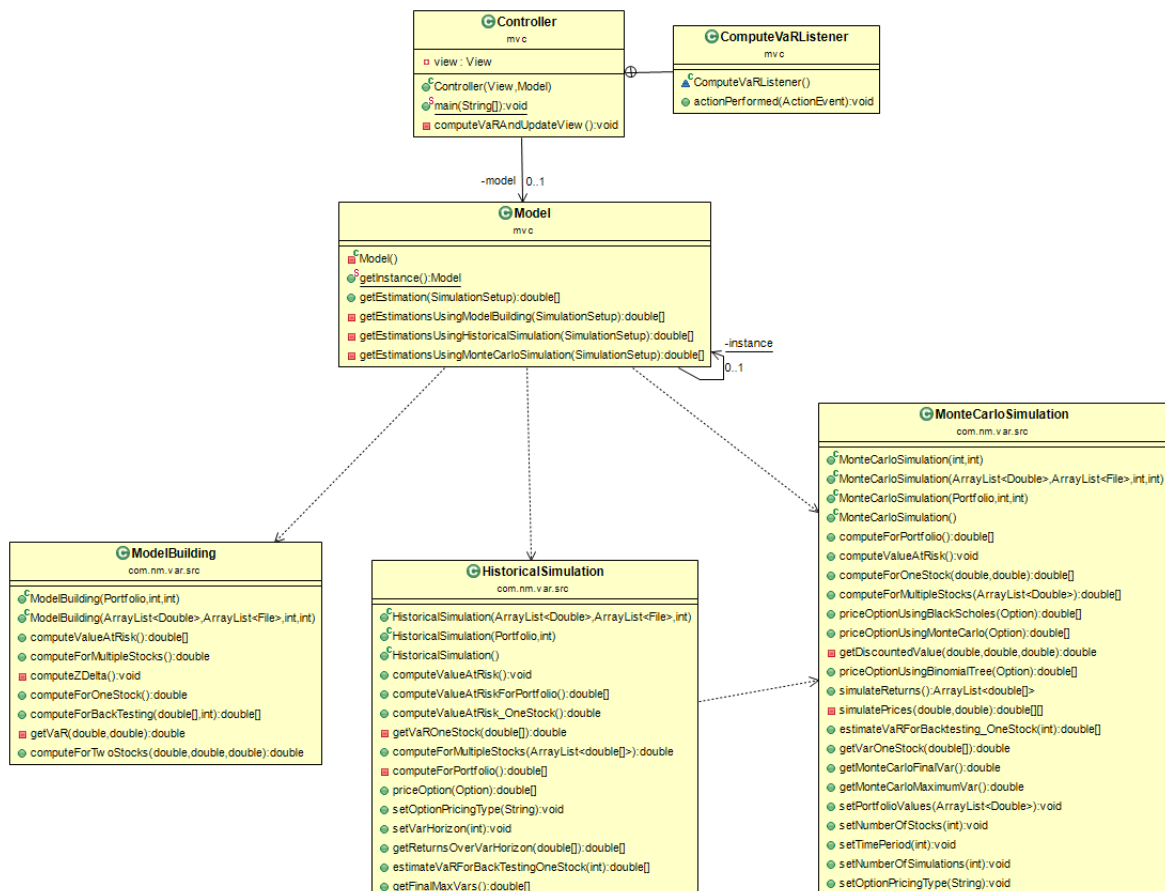 Controller
mvc
view : View
Controller(View,Model)
main(String[]):void
computeVaRAndUpdateView():void
ComputeVaRListener
mvc
ComputeVaRListener()
actionPerformed(ActionEvent):void
-model 0..1
Model
mvc
Model()
getInstance():Model
getEstimation(SimulationSetup):double[]
getEstimationsUsingModelBuilding(SimulationSetup):double[]
getEstimationsUsingHistoricalSimulation(SimulationSetup):double[]
getEstimationsUsingMonteCarloSimulation(SimulationSetup):double[]
-instance
0..1
ModelBuilding
com.nm.var.src
ModelBuilding(Portfolio,int,int)
ModelBuilding(ArrayList<Double>,ArrayList<File>,int,int)
computeValueAtRisk():double[]
computeForMultipleStocks():double
computeZDelta():void
computeForOneStock():double
computeForBackTesting(double[],int):double[]
getVaR(double,double):double
computeForTwoStocks(double,double,double):double
HistoricalSimulation
com.nm.var.src
HistoricalSimulation(ArrayList<Double>,ArrayList<File>,int)
HistoricalSimulation(Portfolio,int)
HistoricalSimulation()
computeValueAtRisk():void
computeValueAtRiskForPortfolio():double[]
computeValueAtRisk_OneStock():double
getVaROneStock(double[]):double
computeForMultipleStocks(ArrayList<double[]>):double
computeForPortfolio():double[]
priceOption(Option):double[]
setOptionPricingType(String):void
setVarHorizon(int):void
getReturnsOverVarHorizon(double[]):double[]
estimateVaRForBackTestingOneStock(int):double[]
getFinalMaxVars():double[]
MonteCarloSimulation
com.nm.var.src
MonteCarloSimulation(int,int)
MonteCarloSimulation(ArrayList<Double>,ArrayList<File>,int,int)
MonteCarloSimulation(Portfolio,int,int)
MonteCarloSimulation()
computeForPortfolio():double[]
computeValueAtRisk():void
computeForOneStock(double,double):double[]
computeForMultipleStocks(ArrayList<Double>):double[]
priceOptionUsingBlackScholes(Option):double[]
priceOptionUsingMonteCarlo(Option):double[]
getDiscountedValue(double,double,double):double
priceOptionUsingBinomialTree(Option):double[]
simulateReturns():ArrayList<double[]>
simulatePrices(double,double):double[][]
estimateVaRForBacktesting_OneStock(int):double[]
getVarOneStock(double[]):double
getMonteCarloFinalVar():double
getMonteCarloMaximumVar():double
setPortfolioValues(ArrayList<Double>):void
setNumberOfStocks(int):void
setTimePeriod(int):void
setNumberOfSimulations(int):void
setOptionPricingType(String):void